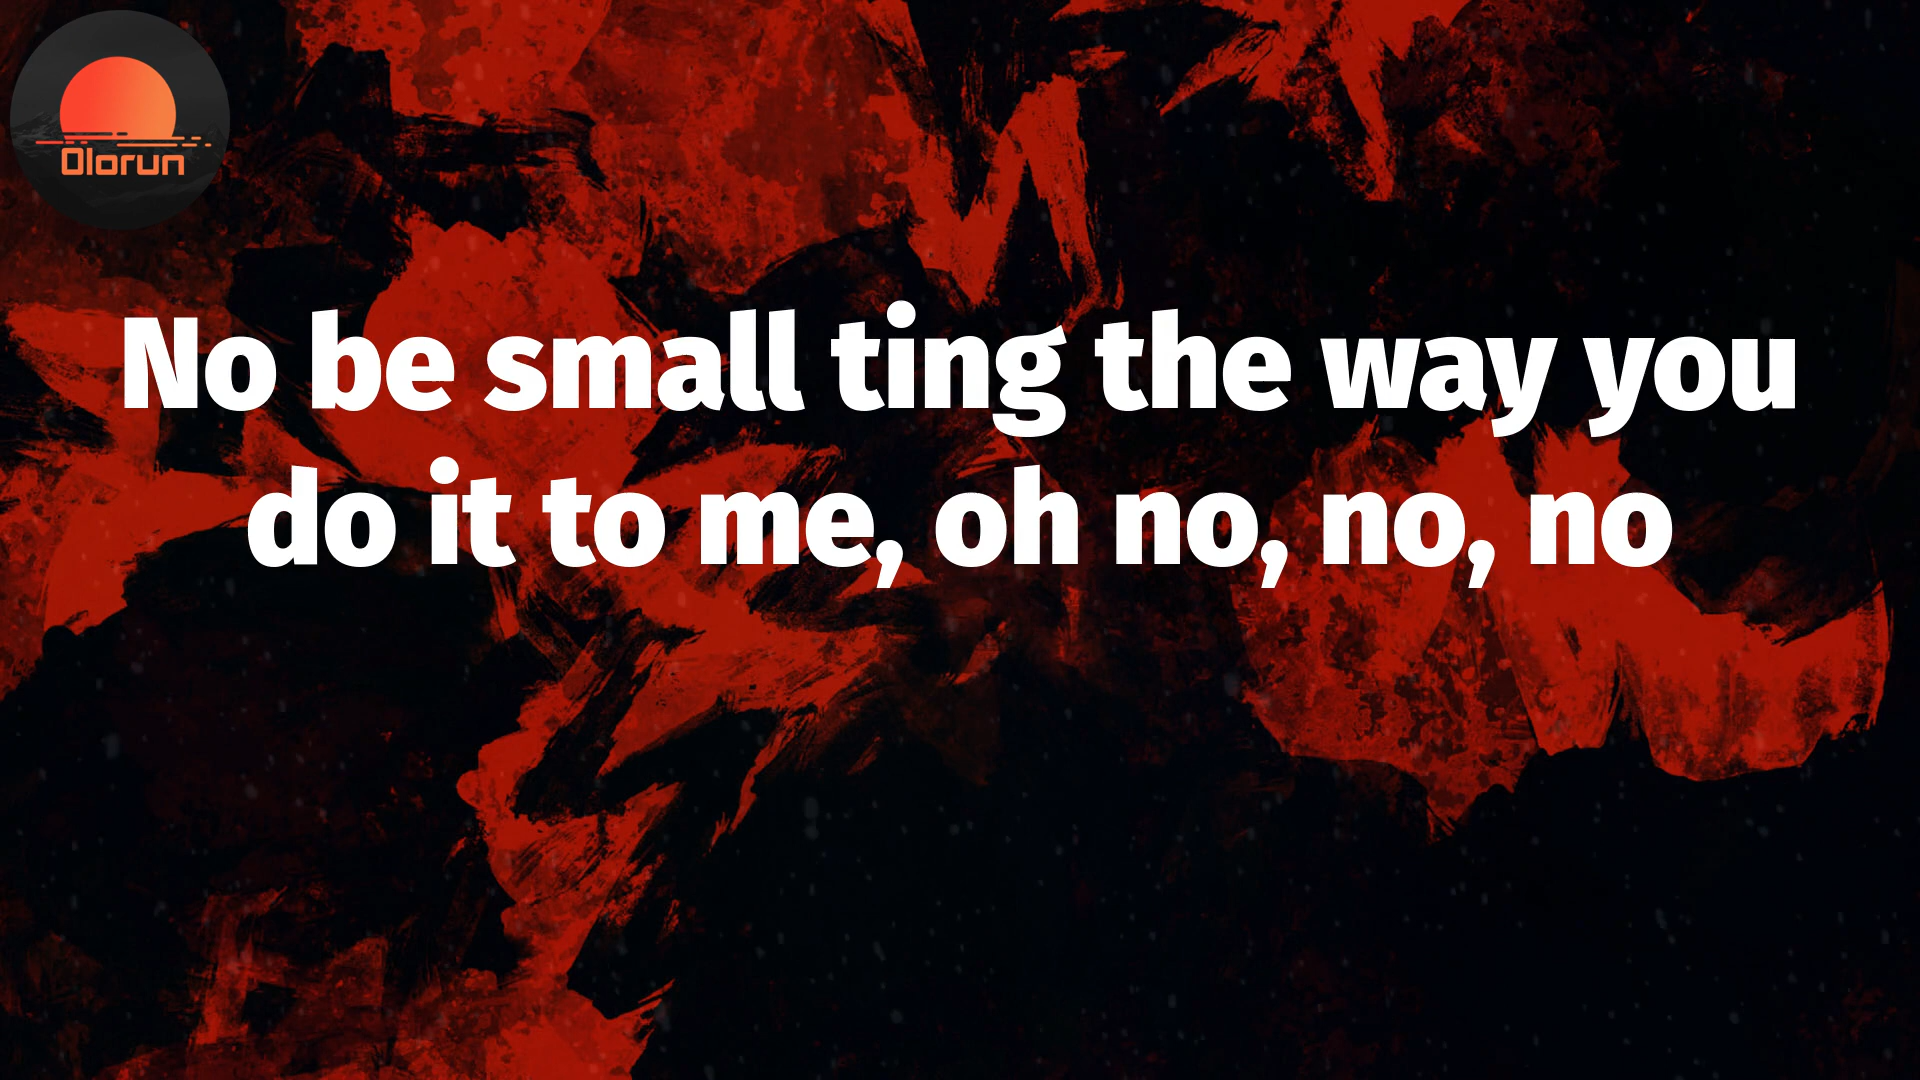 Olorun
No be small ting the way you
do it to me, oh no, no, no